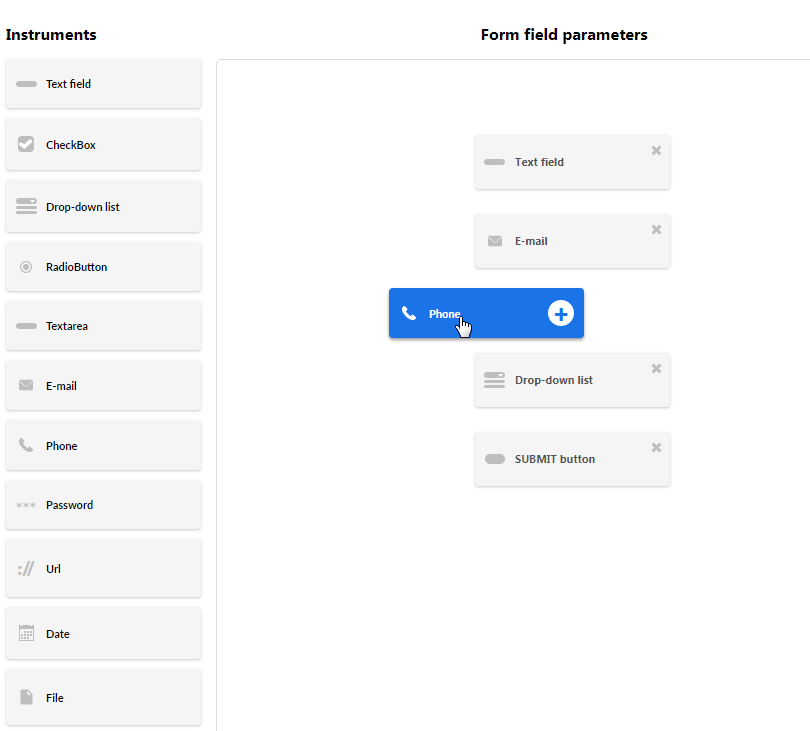 Instruments
Form field parameters
Text field
CheckBox
Drop-down list
RadioButton
Textarea
E-mail
Phone
Password
Url
Date
File
Text field
E-mail
Phone
Drop-down list
SUBMIT button